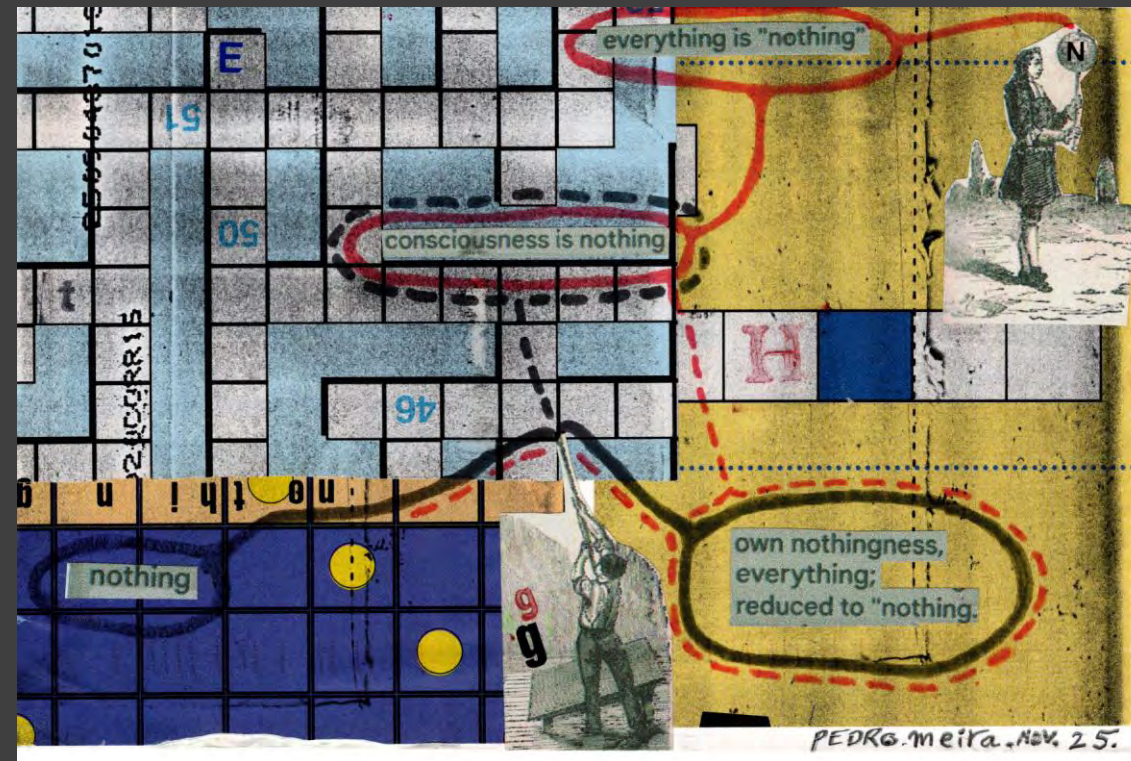 everything is "nothing"
N
E
51
consciousness is nothing
50
t
H
46
nothing
nothing
own nothingness,
everything;
reduced to "nothing.
g
g
PEDRO.meira.NOV. 25.